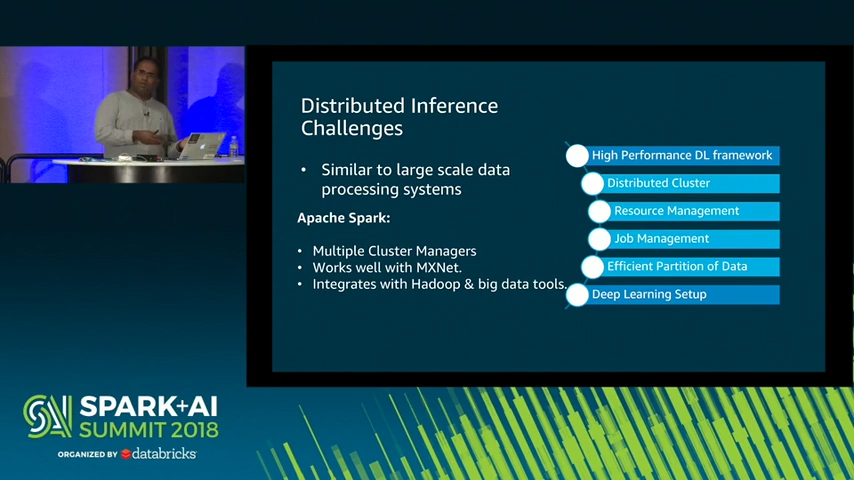 Distributed Inference
Challenges
• Similar to large scale data
processing systems
Apache Spark:
• Multiple Cluster Managers
• Works well with MXNet.
• Integrates with Hadoop & big data tools.
High Performance DL framework
Distributed Cluster
Resource Management
Job Management
Efficient Partition of Data
Deep Learning Setup
SPARK+AI
SUMMIT 2018
ORGANIZED BY databricks